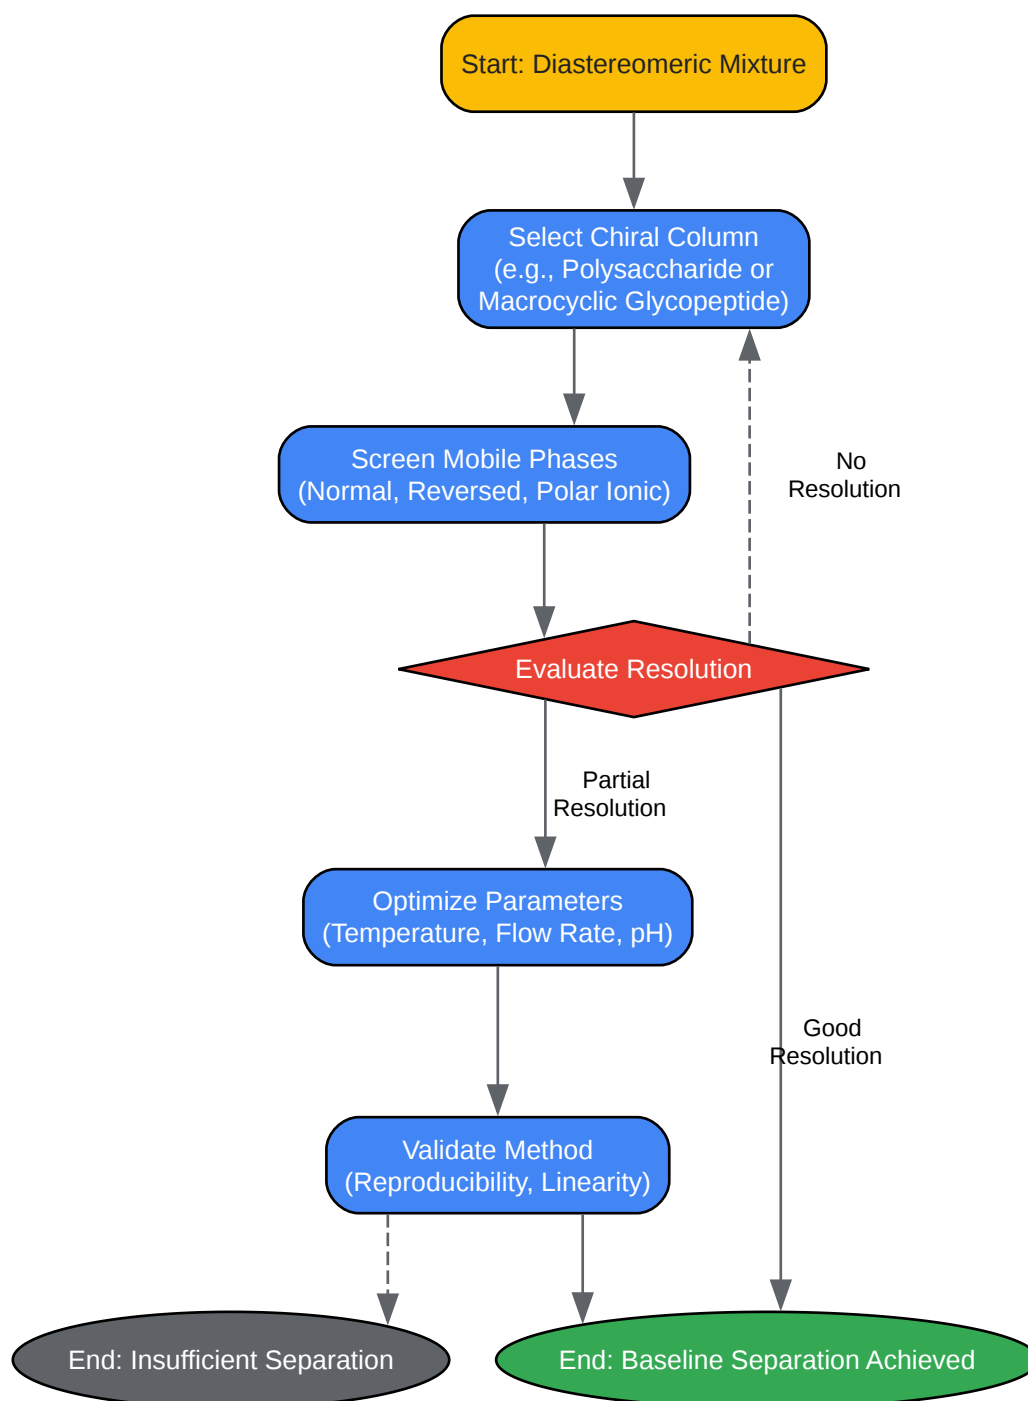 Start: Diastereomeric Mixture
Select Chiral Column
(e.g., Polysaccharide or
Macrocyclic Glycopeptide)
Screen Mobile Phases
(Normal, Reversed, Polar Ionic)
No
Resolution
Evaluate Resolution
Partial
Resolution
Optimize Parameters
(Temperature, Flow Rate, pH)
Good
Resolution
Validate Method
(Reproducibility, Linearity)
End: Insufficient Separation
End: Baseline Separation Achieved